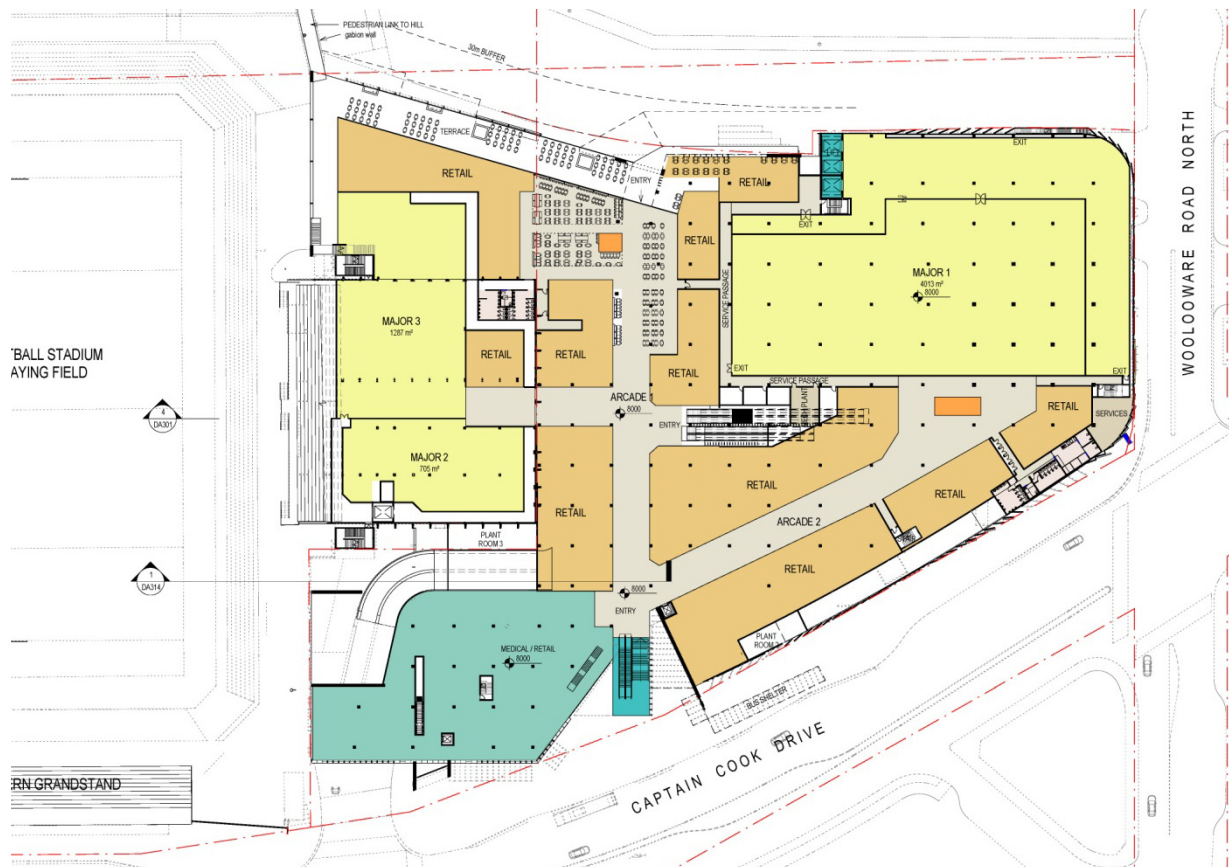 PEDESTRIAN LINK TO HILL
gabion wall
30m BUFFER
TERRACE
RETAIL
ENTRY
RETAIL
EXIT
WOOLOOWARE ROAD NORTH
RETAIL
EXIT
MAJOR 1
4013 m²
8000
SERVICE PASSAGE
MAJOR 3
1287 m²
TBALL STADIUM
AYING FIELD
RETAIL
RETAIL
RETAIL
EXIT
EXIT
SERVICE PASSAGE
ARCADE 1
8000
ENTRY
MECH PLANT
RETAIL
SERVICES
4
DA301
MAJOR 2
705 m²
RETAIL
RETAIL
RETAIL
ARCADE 2
PLANT
ROOM 3
RETAIL
1
DA314
8000
ENTRY
MEDICAL / RETAIL
8000
PLANT
ROOM 2
BUS SHELTER
CAPTAIN COOK DRIVE
RN GRANDSTAND